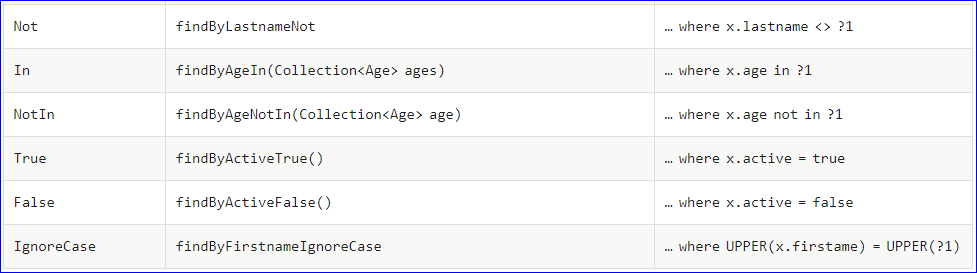 Not findByLastnameNot … where x.lastname <> ?1
In findByAgeIn(Collection<Age> ages) … where x.age in ?1
NotIn findByAgeNotIn(Collection<Age> age) … where x.age not in ?1
True findByActiveTrue() … where x.active = true
False findByActiveFalse() … where x.active = false
IgnoreCase findByFirstnameIgnoreCase … where UPPER(x.firstame) = UPPER(?1)